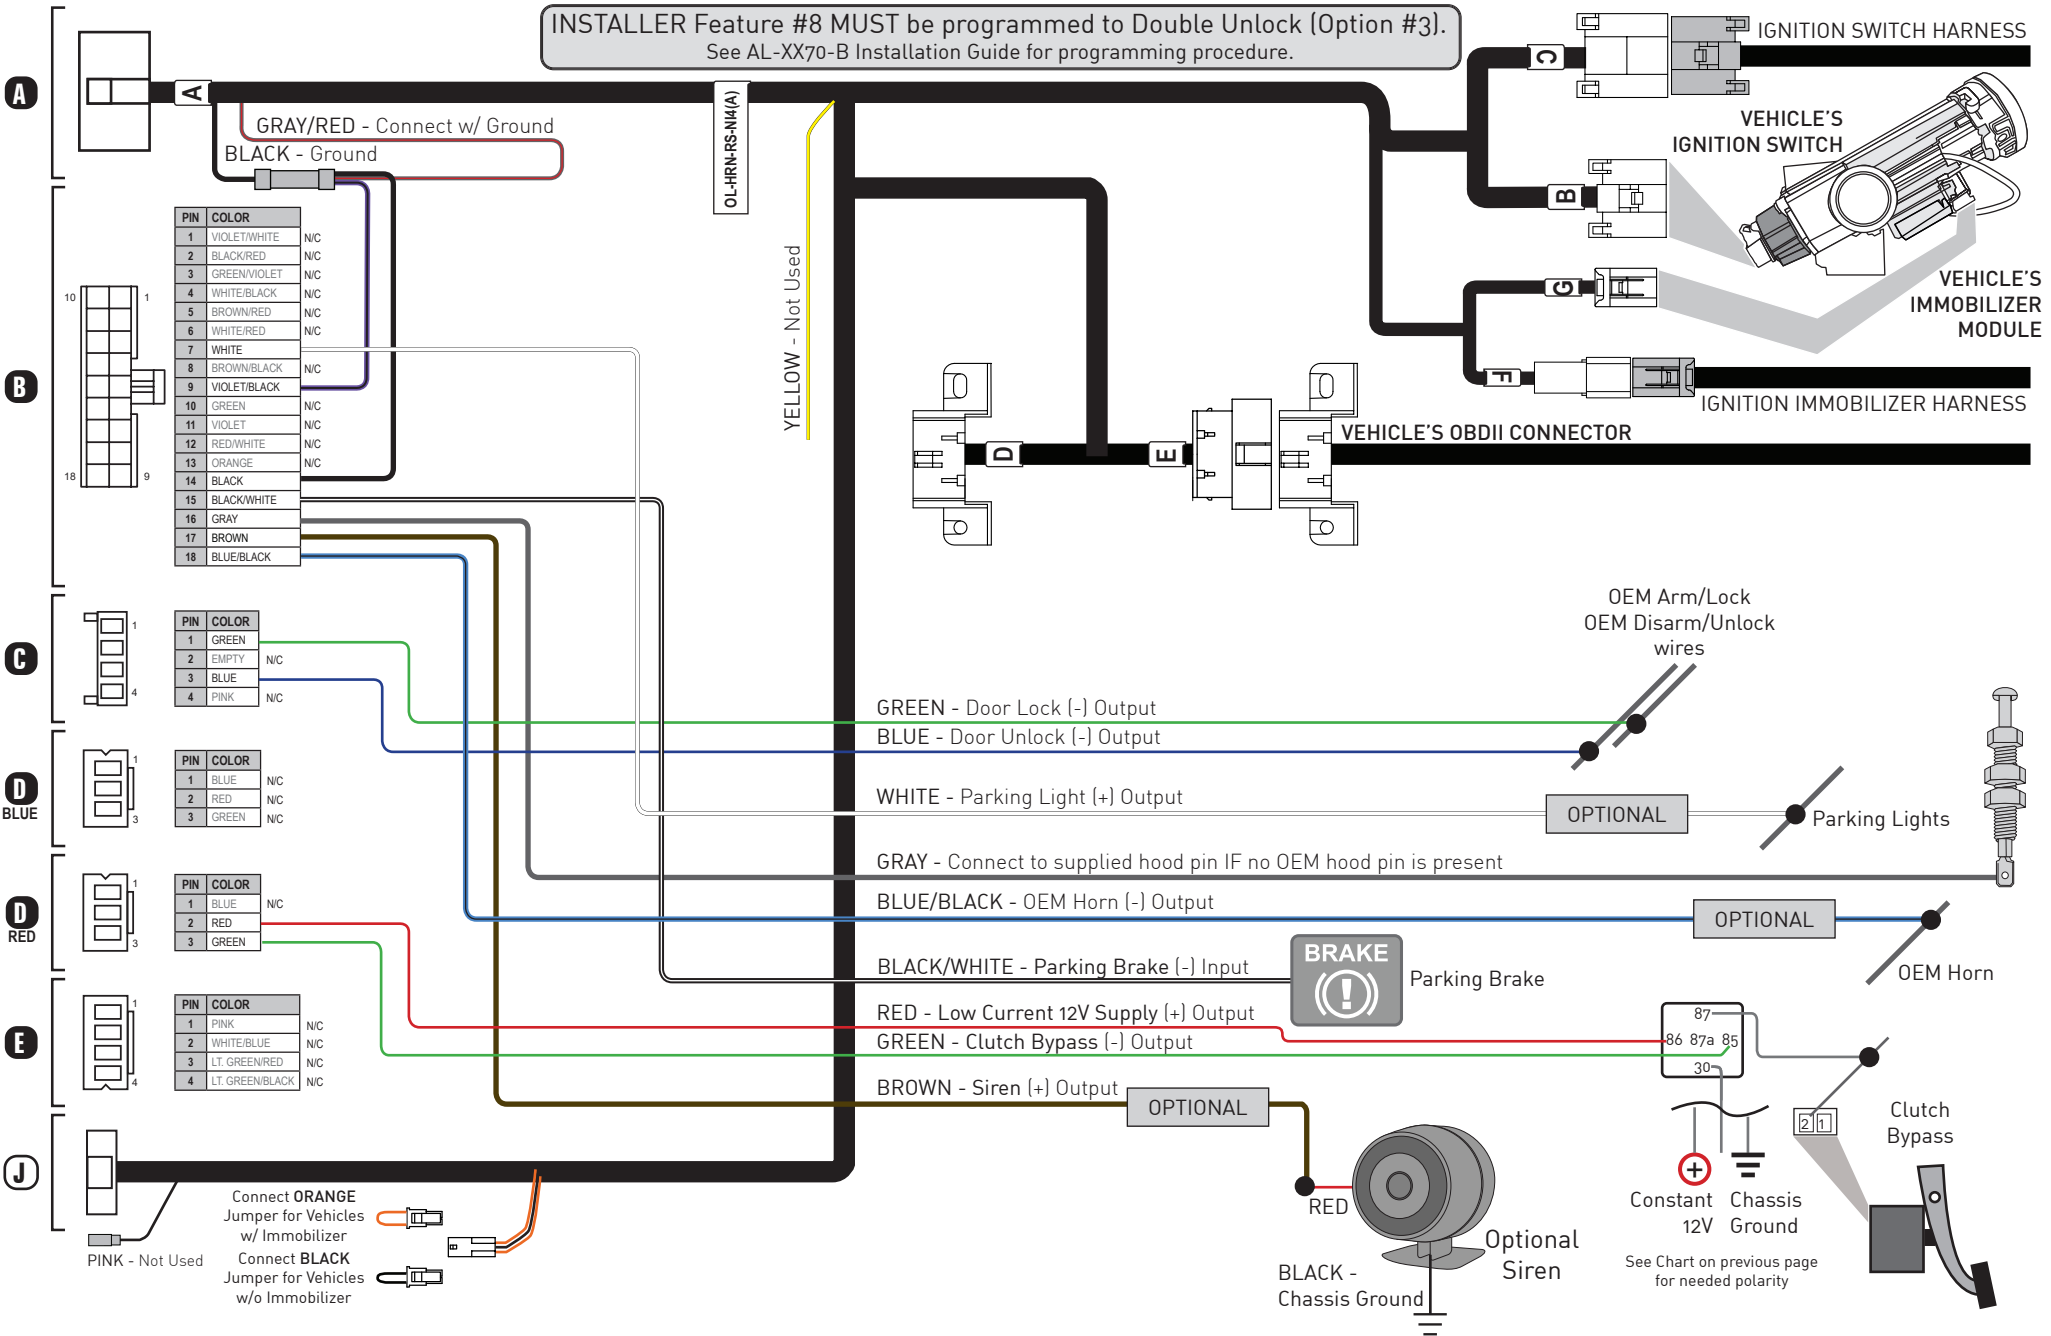 INSTALLER Feature #8 MUST be programmed to Double Unlock (Option #3).
See AL-XX70-B Installation Guide for programming procedure.
A
A
GRAY/RED - Connect w/ Ground
BLACK - Ground
OL-HRN-RS-NI4(A)
YELLOW - Not Used
C
IGNITION SWITCH HARNESS
VEHICLE'S
IGNITION SWITCH
B
G
VEHICLE'S
IMMOBILIZER
MODULE
F
IGNITION IMMOBILIZER HARNESS
D
E
VEHICLE'S OBDII CONNECTOR
B
10
1
18
9
PIN COLOR
1 VIOLET/WHITE N/C
2 BLACK/RED N/C
3 GREEN/VIOLET N/C
4 WHITE/BLACK N/C
5 BROWN/RED N/C
6 WHITE/RED N/C
7 WHITE
8 BROWN/BLACK N/C
9 VIOLET/BLACK
10 GREEN N/C
11 VIOLET N/C
12 RED/WHITE N/C
13 ORANGE N/C
14 BLACK
15 BLACK/WHITE
16 GRAY
17 BROWN
18 BLUE/BLACK
C
1
4
PIN COLOR
1 GREEN
2 EMPTY N/C
3 BLUE
4 PINK N/C
OEM Arm/Lock
OEM Disarm/Unlock
wires
GREEN - Door Lock (-) Output
BLUE - Door Unlock (-) Output
D
BLUE
1
3
PIN COLOR
1 BLUE N/C
2 RED N/C
3 GREEN N/C
WHITE - Parking Light (+) Output
OPTIONAL
Parking Lights
GRAY - Connect to supplied hood pin IF no OEM hood pin is present
D
RED
1
3
PIN COLOR
1 BLUE N/C
2 RED
3 GREEN
BLUE/BLACK - OEM Horn (-) Output
OPTIONAL
OEM Horn
BLACK/WHITE - Parking Brake (-) Input
BRAKE
Parking Brake
E
1
4
PIN COLOR
1 PINK N/C
2 WHITE/BLUE N/C
3 LT. GREEN/RED N/C
4 LT. GREEN/BLACK N/C
RED - Low Current 12V Supply (+) Output
GREEN - Clutch Bypass (-) Output
87
86 87a 85
30
BROWN - Siren (+) Output
OPTIONAL
2 1
Clutch
Bypass
J
PINK - Not Used
Connect ORANGE
Jumper for Vehicles
w/ Immobilizer
Connect BLACK
Jumper for Vehicles
w/o Immobilizer
RED
BLACK -
Chassis Ground
Optional
Siren
+
Constant
12V
Chassis
Ground
See Chart on previous page
for needed polarity